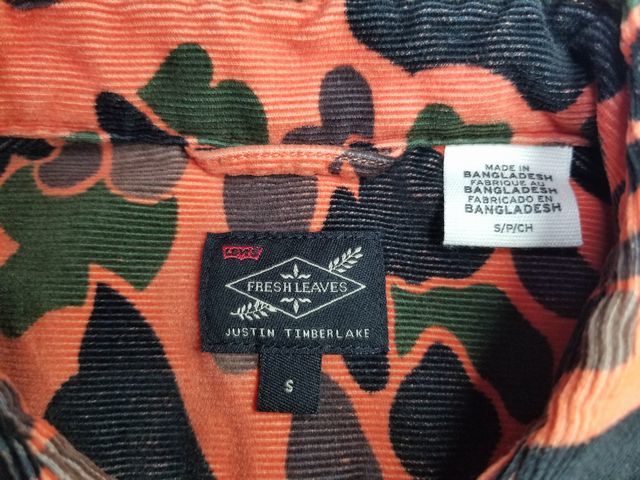 MADE IN
BANGLADESH
FABRIQUÉ AU
BANGLADESH
FABRICADO EN
BANGLADESH
S/P/CH
Levi's
FRESH LEAVES
JUSTIN TIMBERLAKE
S